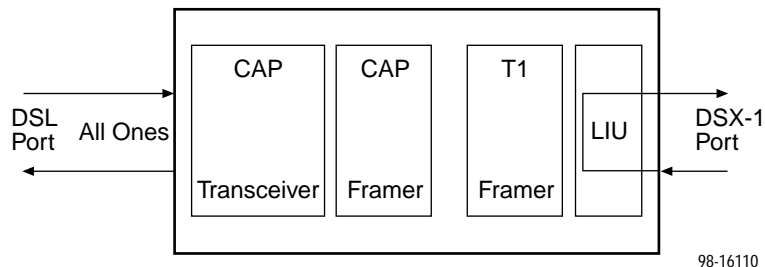 CAP CAP T1
DSL
Port
All Ones
LIU
DSX-1
Port
Transceiver Framer Framer
98-16110